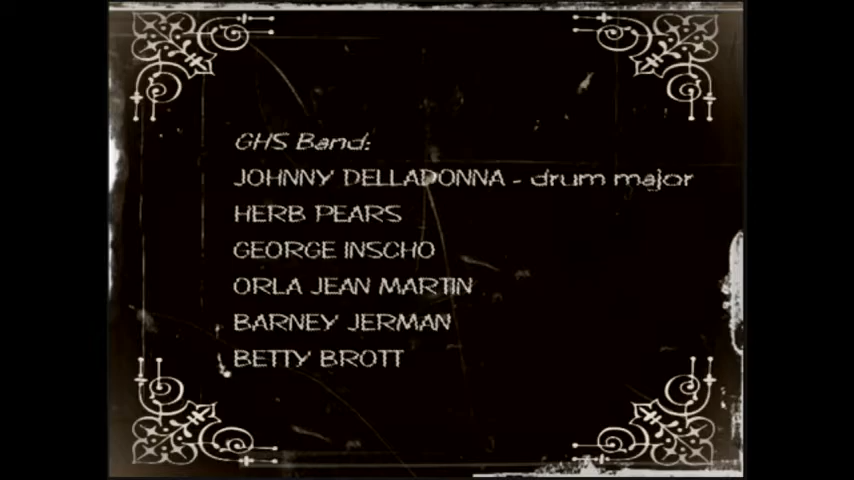 GHS Band:
JOHNNY DELLADONNA - drum major
HERB PEARS
GEORGE INSCHO
ORLA JEAN MARTIN
BARNEY JERMAN
BETTY BROTT